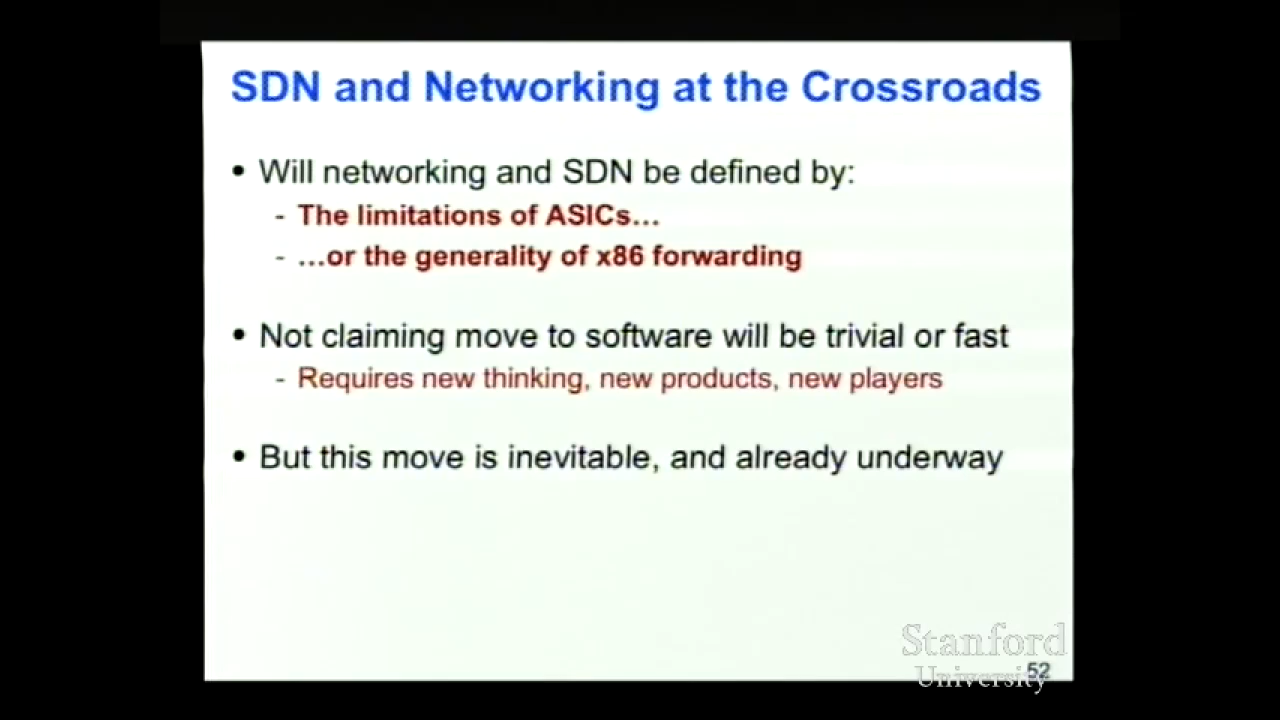 SDN and Networking at the Crossroads
• Will networking and SDN be defined by:
- The limitations of ASICs...
- ...or the generality of x86 forwarding
• Not claiming move to software will be trivial or fast
- Requires new thinking, new products, new players
• But this move is inevitable, and already underway
Stanford
University
52